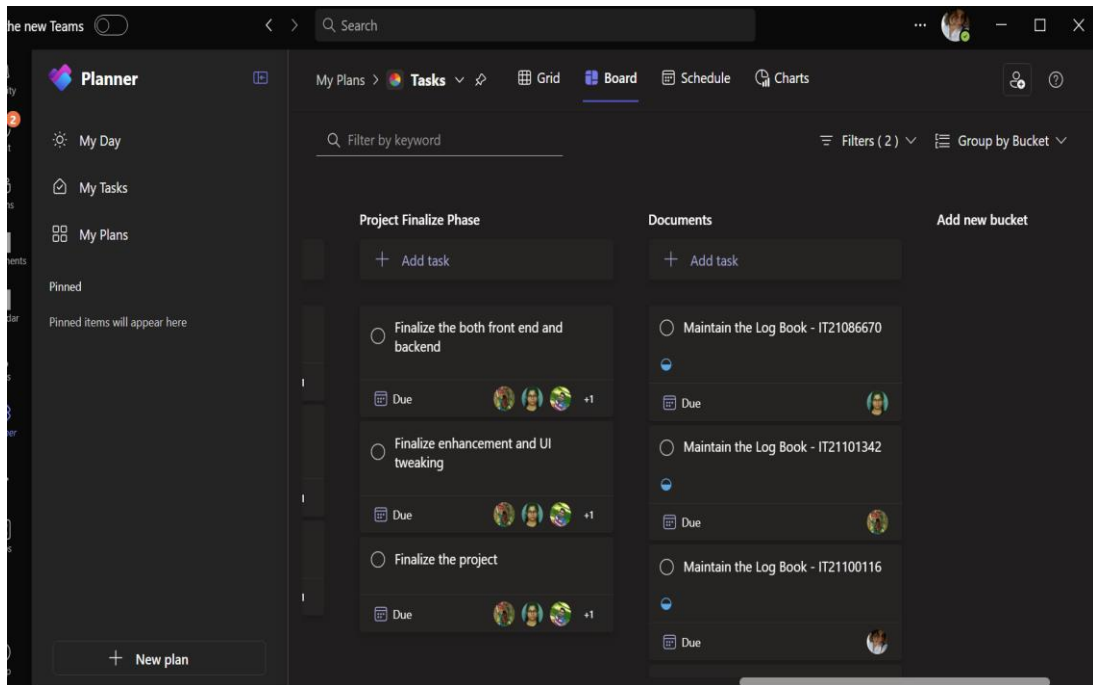 he new Teams
Search
Planner
My Plans > Tasks
Grid
Board
Schedule
Charts
2
My Day
Filter by keyword
Filters ( 2 )
Group by Bucket
My Tasks
My Plans
Project Finalize Phase
Documents
Add new bucket
Add task
Add task
Pinned
Pinned items will appear here
Finalize the both front end and
backend
Due
+1
Finalize enhancement and UI
tweaking
Due
+1
Finalize the project
Due
+1
Maintain the Log Book - IT21086670
Due
Maintain the Log Book - IT21101342
Due
Maintain the Log Book - IT21100116
Due
New plan